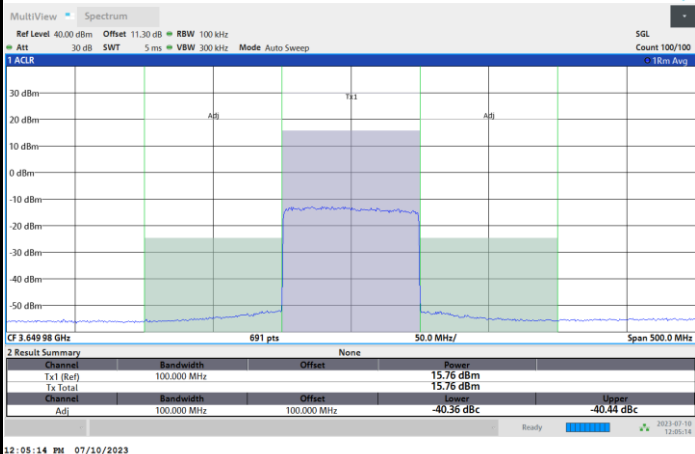 MultiView Spectrum
Ref Level 40.00 dBm Offset 11.30 dB RBW 100 kHz SGL
Att 30 dB SWT 5 ms VBW 300 kHz Mode Auto Sweep Count 100/100
1 ACLR 1Rm Avg
30 dBm
Tx1
20 dBm
Adj Adj
10 dBm
0 dBm
-10 dBm
-20 dBm
-30 dBm
-40 dBm
-50 dBm
CF 3.649 98 GHz 691 pts 50.0 MHz/ Span 500.0 MHz
2 Result Summary None
Channel Bandwidth Offset Power
Tx1 (Ref) 100.000 MHz 15.76 dBm
Tx Total 15.76 dBm
Channel Bandwidth Offset Lower Upper
Adj 100.000 MHz 100.000 MHz -40.36 dBc -40.44 dBc
Ready 2023-07-10
12:05:14
12:05:14 PM 07/10/2023